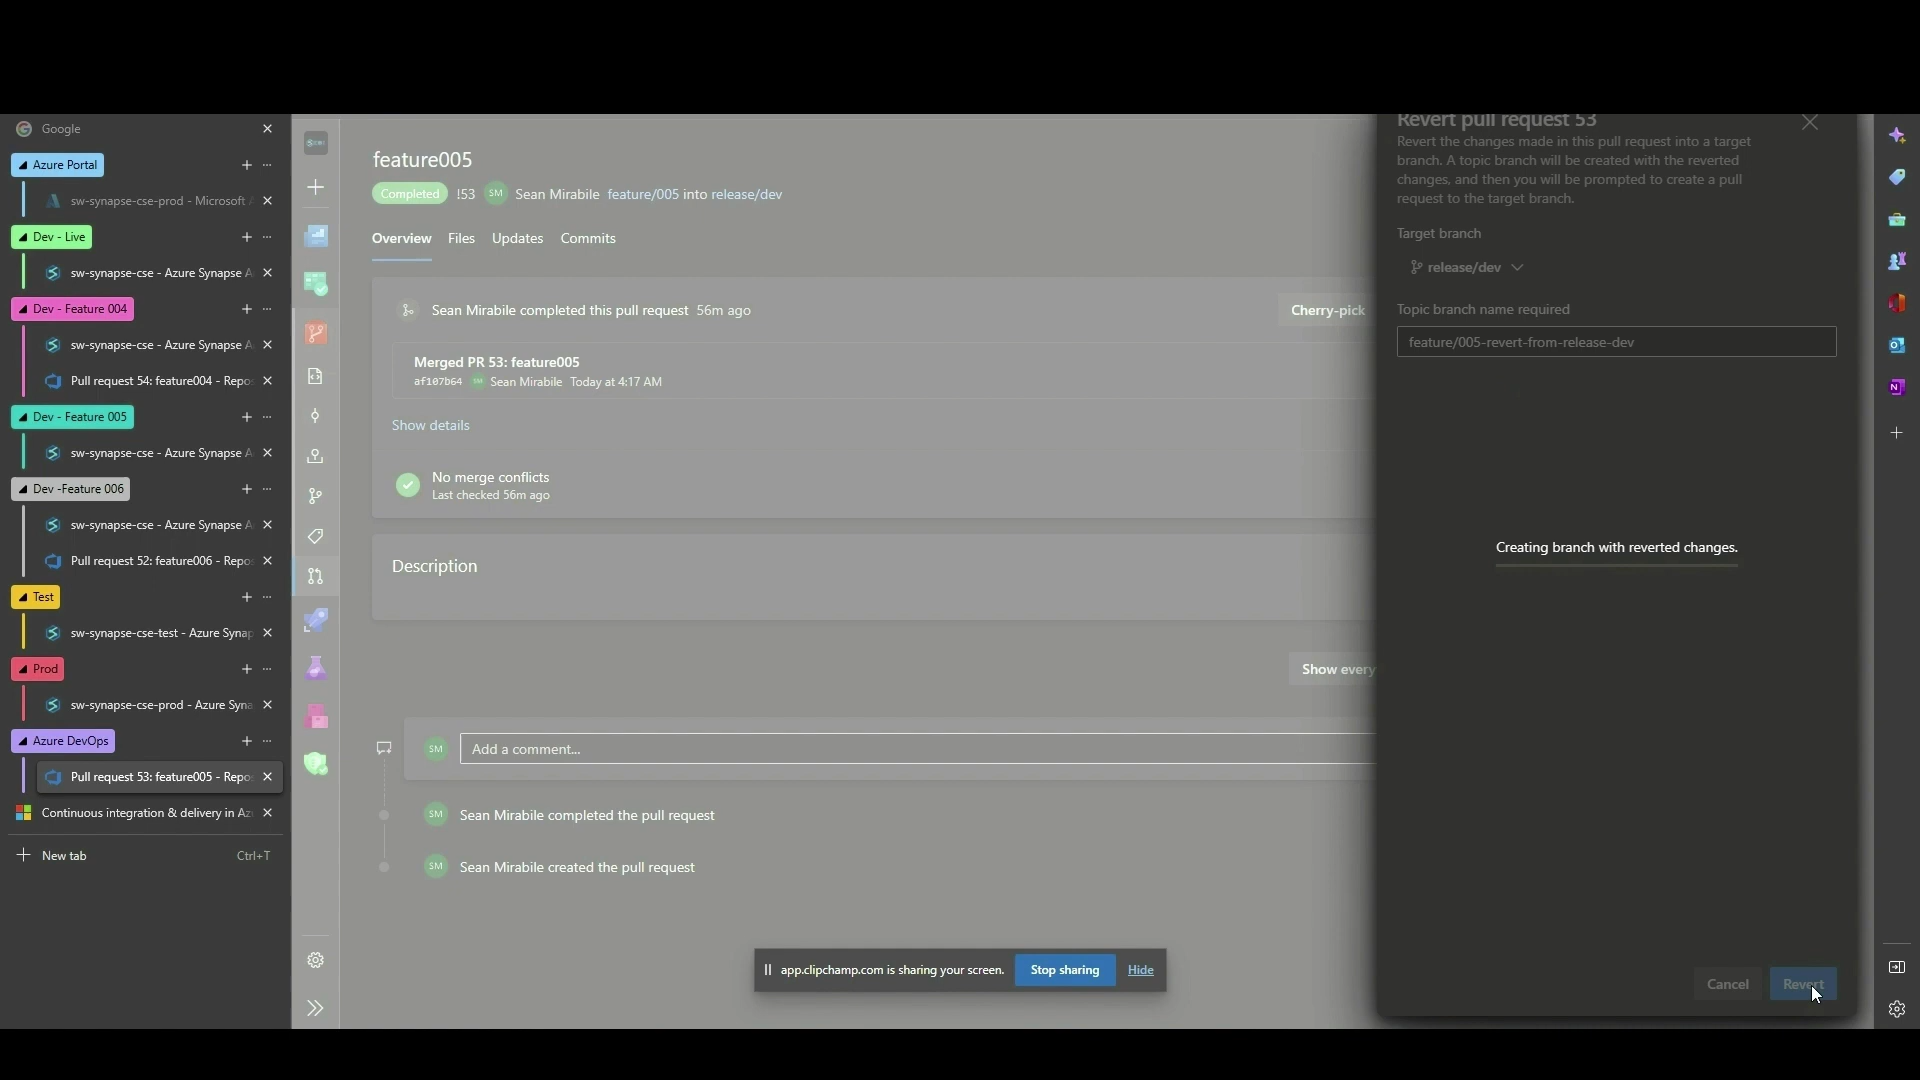 Google
Azure Portal
sw-synapse-cse-prod - Microsoft
Dev - Live
sw-synapse-cse - Azure Synapse A
Dev - Feature 004
sw-synapse-cse - Azure Synapse A
Pull request 54: feature004 - Repos
Dev - Feature 005
sw-synapse-cse - Azure Synapse A
Dev -Feature 006
sw-synapse-cse - Azure Synapse A
Pull request 52: feature006 - Repos
Test
sw-synapse-cse-test - Azure Synap
Prod
sw-synapse-cse-prod - Azure Syna
Azure DevOps
Pull request 53: feature005 - Repos
Continuous integration & delivery in Az
New tab Ctrl+T
feature005
Completed !53 SM Sean Mirabile feature/005 into release/dev
Overview Files Updates Commits
Sean Mirabile completed this pull request 56m ago
Cherry-pick
Merged PR 53: feature005
af107b64 SM Sean Mirabile Today at 4:17 AM
Show details
No merge conflicts
Last checked 56m ago
Description
Show every
SM Add a comment...
SM Sean Mirabile completed the pull request
SM Sean Mirabile created the pull request
app.clipchamp.com is sharing your screen. Stop sharing Hide
Revert pull request 53
Revert the changes made in this pull request into a target
branch. A topic branch will be created with the reverted
changes, and then you will be prompted to create a pull
request to the target branch.
Target branch
release/dev
Topic branch name required
feature/005-revert-from-release-dev
Creating branch with reverted changes.
Cancel Revert